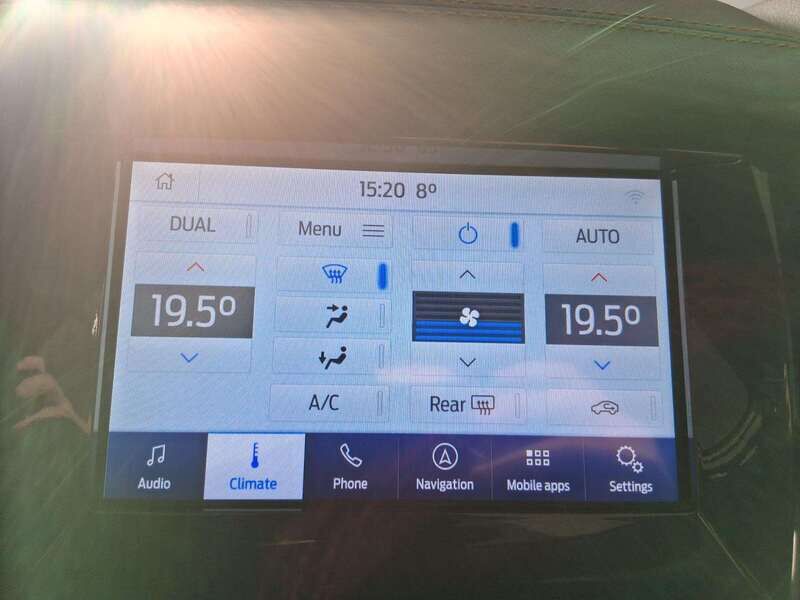 15:20 8º
DUAL
Menu
AUTO
19.5º
19.5º
A/C
Rear
Audio
Climate
Phone
Navigation
Mobile apps
Settings